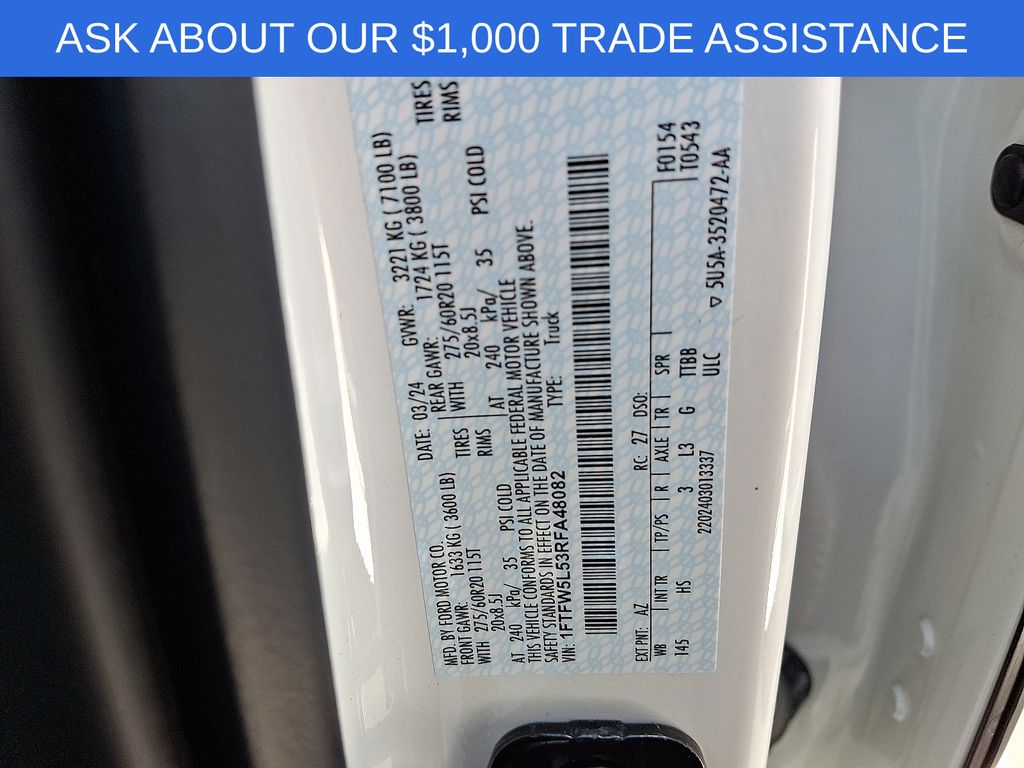 ASK ABOUT OUR $1,000 TRADE ASSISTANCE
MFD. BY FORD MOTOR CO. DATE: 03/24 GVWR: 3221 KG ( 7100 LB)
FRONT GAWR: 1633 KG ( 3600 LB) REAR GAWR: 1724 KG ( 3800 LB)
WITH 275/60R20 115T TIRES WITH 275/60R20 115T TIRES
20x8.5J RIMS 20x8.5J RIMS
AT 240 kPa/ 35 PSI COLD AT 240 kPa/ 35 PSI COLD
THIS VEHICLE CONFORMS TO ALL APPLICABLE FEDERAL MOTOR VEHICLE
SAFETY STANDARDS IN EFFECT ON THE DATE OF MANUFACTURE SHOWN ABOVE.
VIN: 1FTFW5L53RFA48082 TYPE: Truck
EXT PNT: AZ RC: 27 DSO: F0154
WB INT TR TP/PS R AXLE TR SPR T0543
145 HS 3 L3 G TTBB
2202403013337 ULC
▽ 5U5A-3520472-AA